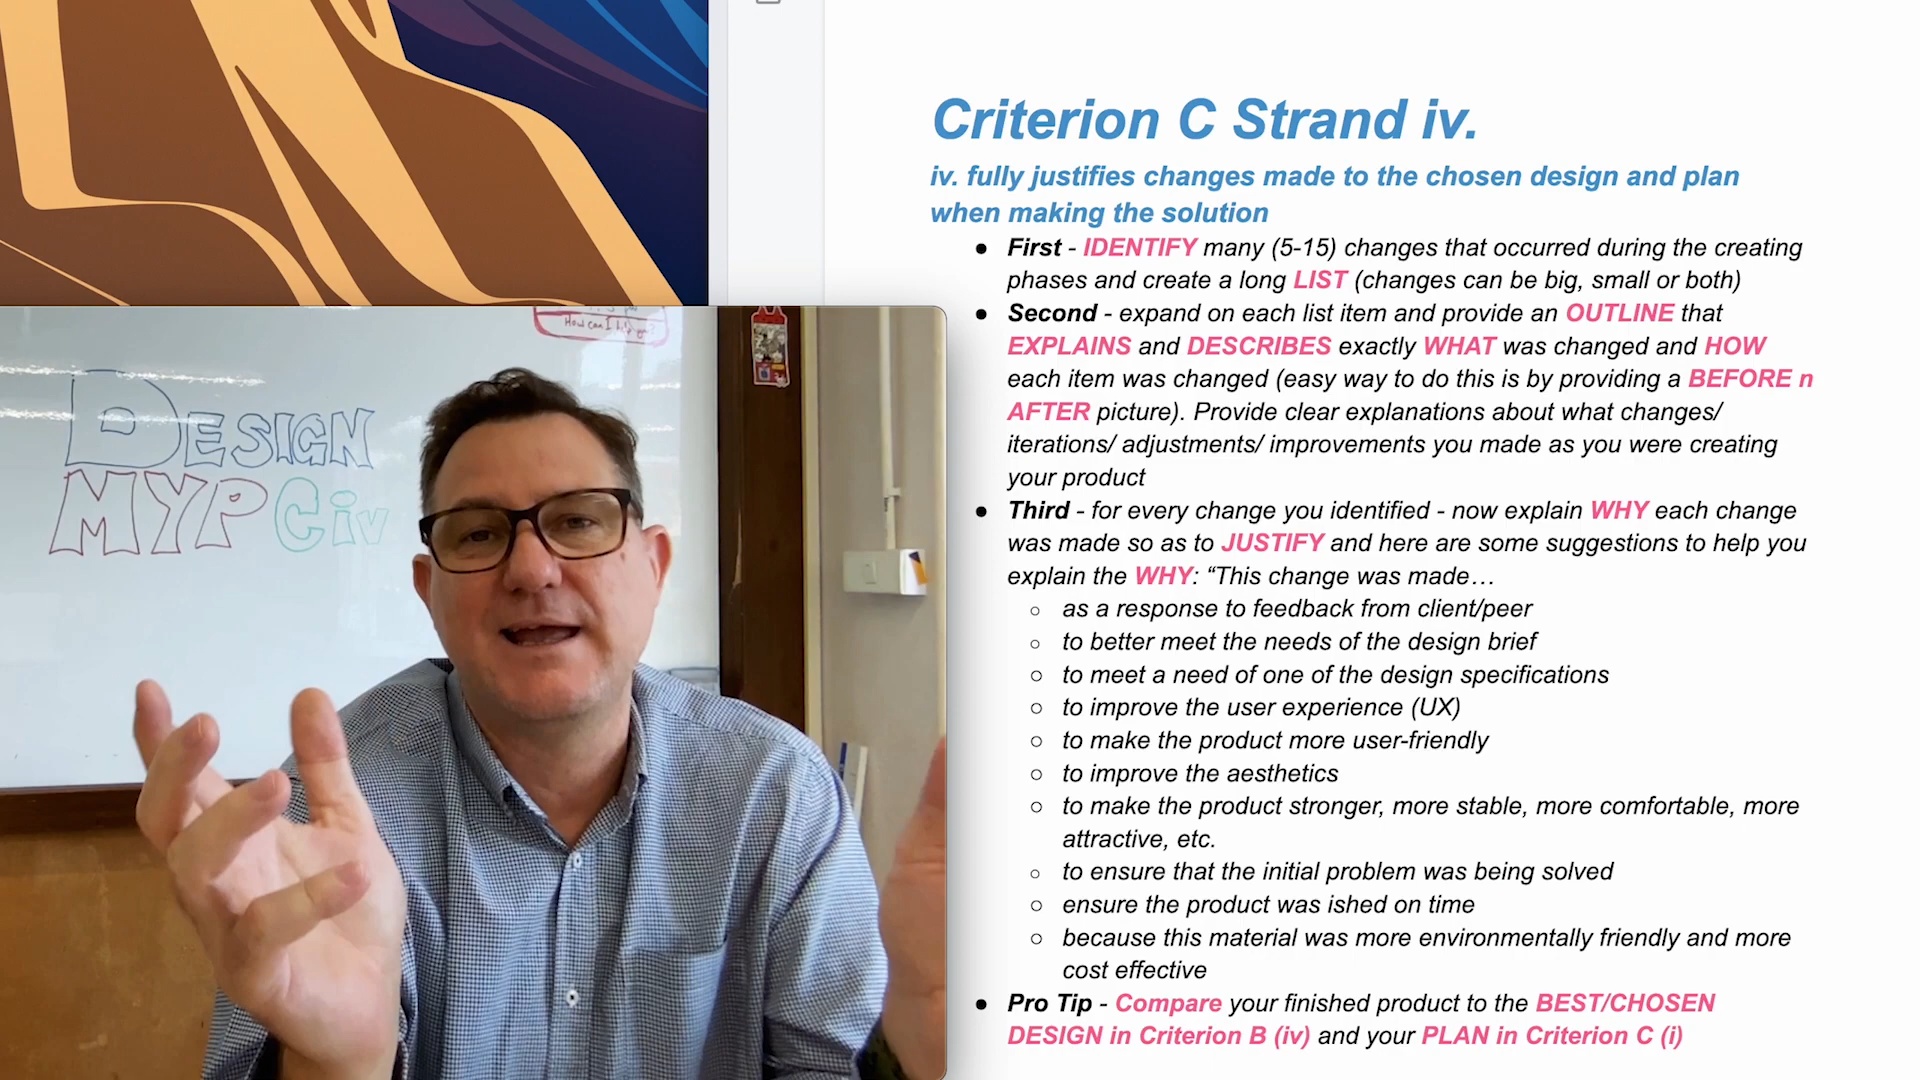 Criterion C Strand iv.
iv. fully justifies changes made to the chosen design and plan
when making the solution
● First - IDENTIFY many (5-15) changes that occurred during the creating
phases and create a long LIST (changes can be big, small or both)
● Second - expand on each list item and provide an OUTLINE that
EXPLAINS and DESCRIBES exactly WHAT was changed and HOW
each item was changed (easy way to do this is by providing a BEFORE n
AFTER picture). Provide clear explanations about what changes/
iterations/ adjustments/ improvements you made as you were creating
your product
● Third - for every change you identified - now explain WHY each change
was made so as to JUSTIFY and here are some suggestions to help you
explain the WHY: “This change was made…
○ as a response to feedback from client/peer
○ to better meet the needs of the design brief
○ to meet a need of one of the design specifications
○ to improve the user experience (UX)
○ to make the product more user-friendly
○ to improve the aesthetics
○ to make the product stronger, more stable, more comfortable, more
attractive, etc.
○ to ensure that the initial problem was being solved
○ ensure the product was ished on time
○ because this material was more environmentally friendly and more
cost effective
● Pro Tip - Compare your finished product to the BEST/CHOSEN
DESIGN in Criterion B (iv) and your PLAN in Criterion C (i)
How can I help you?
DESIGN
MYP Civ